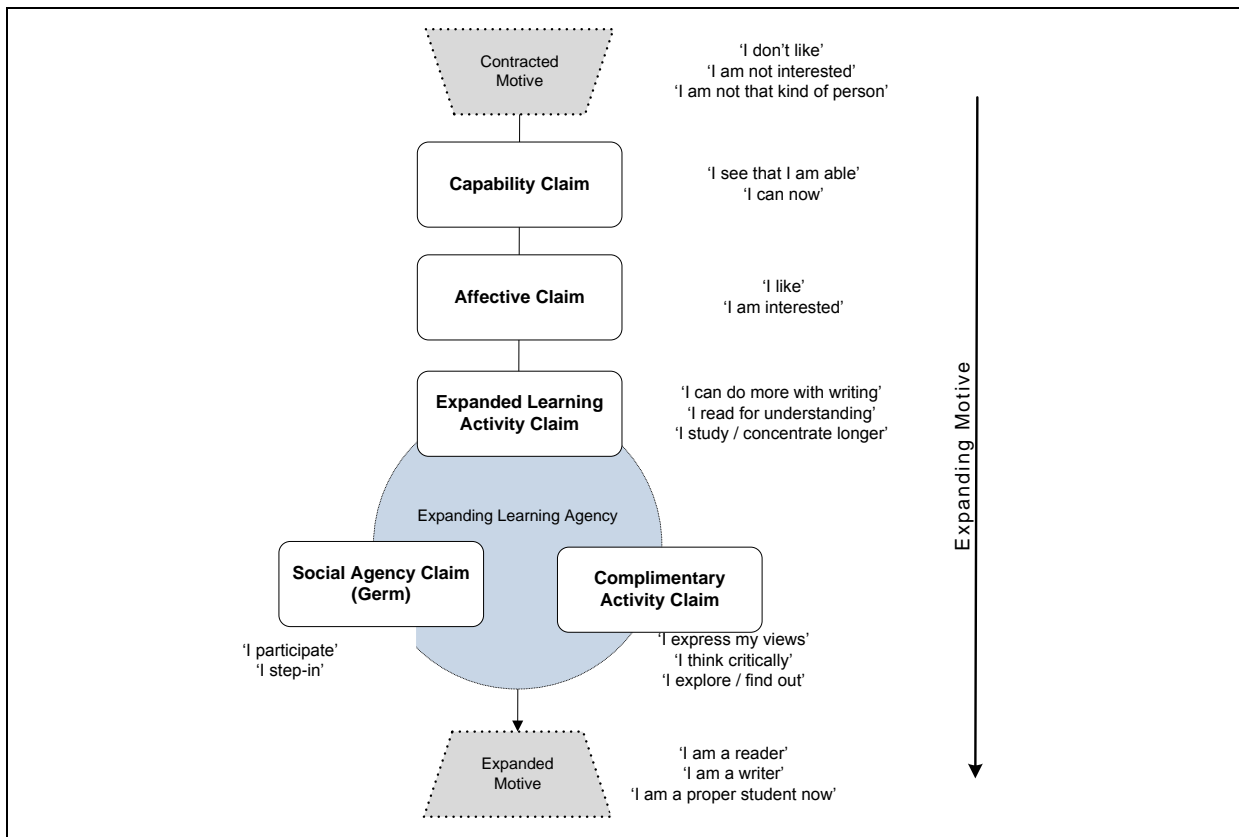 Contracted
Motive
‘I don’t like’
‘I am not interested’
‘I am not that kind of person’
Capability Claim
‘I see that I am able’
‘I can now’
Affective Claim
‘I like’
‘I am interested’
Expanded Learning
Activity Claim
‘I can do more with writing’
‘I read for understanding’
‘I study / concentrate longer’
Expanding Learning Agency
Social Agency Claim
(Germ)
‘I participate’
‘I step-in’
Complimentary
Activity Claim
‘I express my views’
‘I think critically’
‘I explore / find out’
Expanded
Motive
‘I am a reader’
‘I am a writer’
‘I am a proper student now’
Expanding Motive